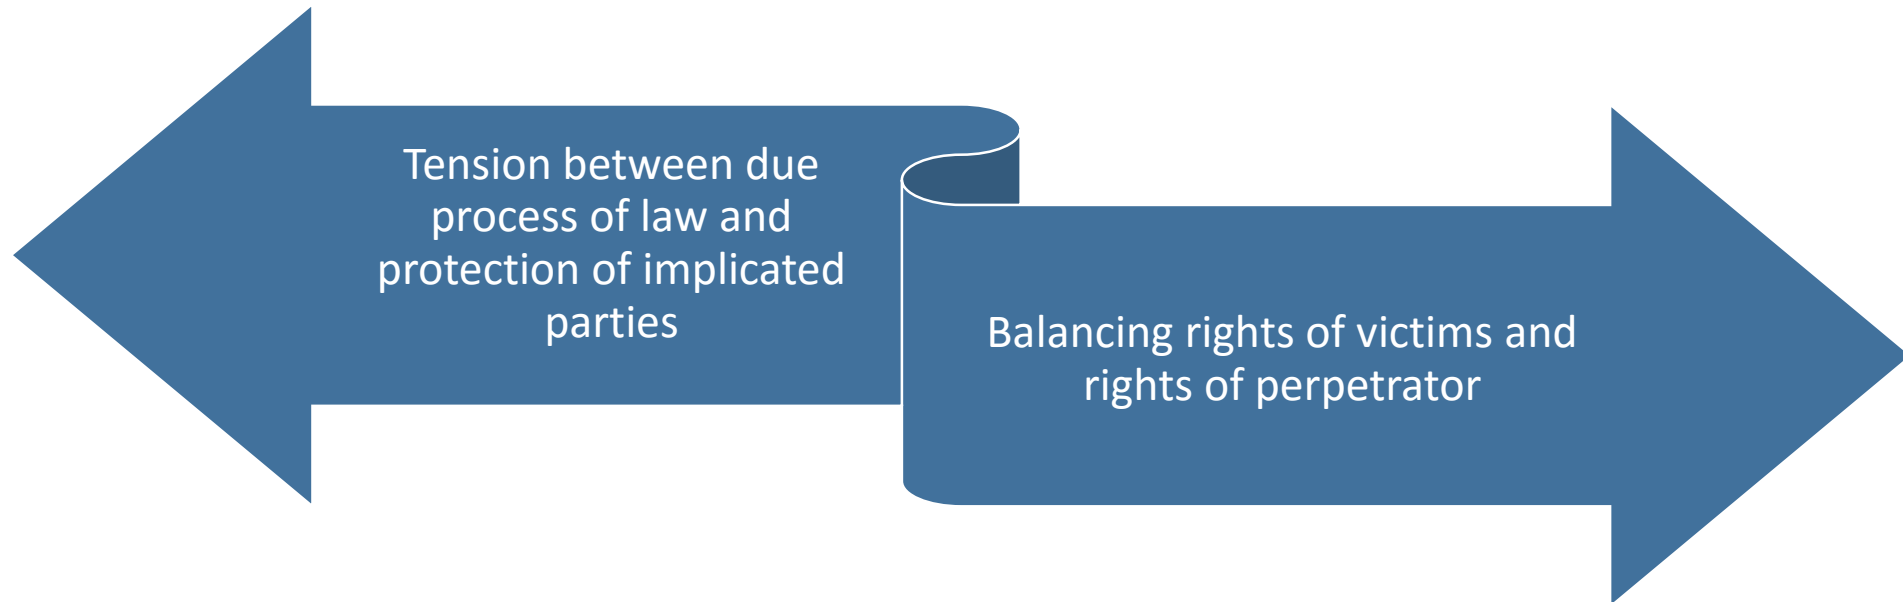 Tension between due
process of law and
protection of implicated
parties
Balancing rights of victims and
rights of perpetrator